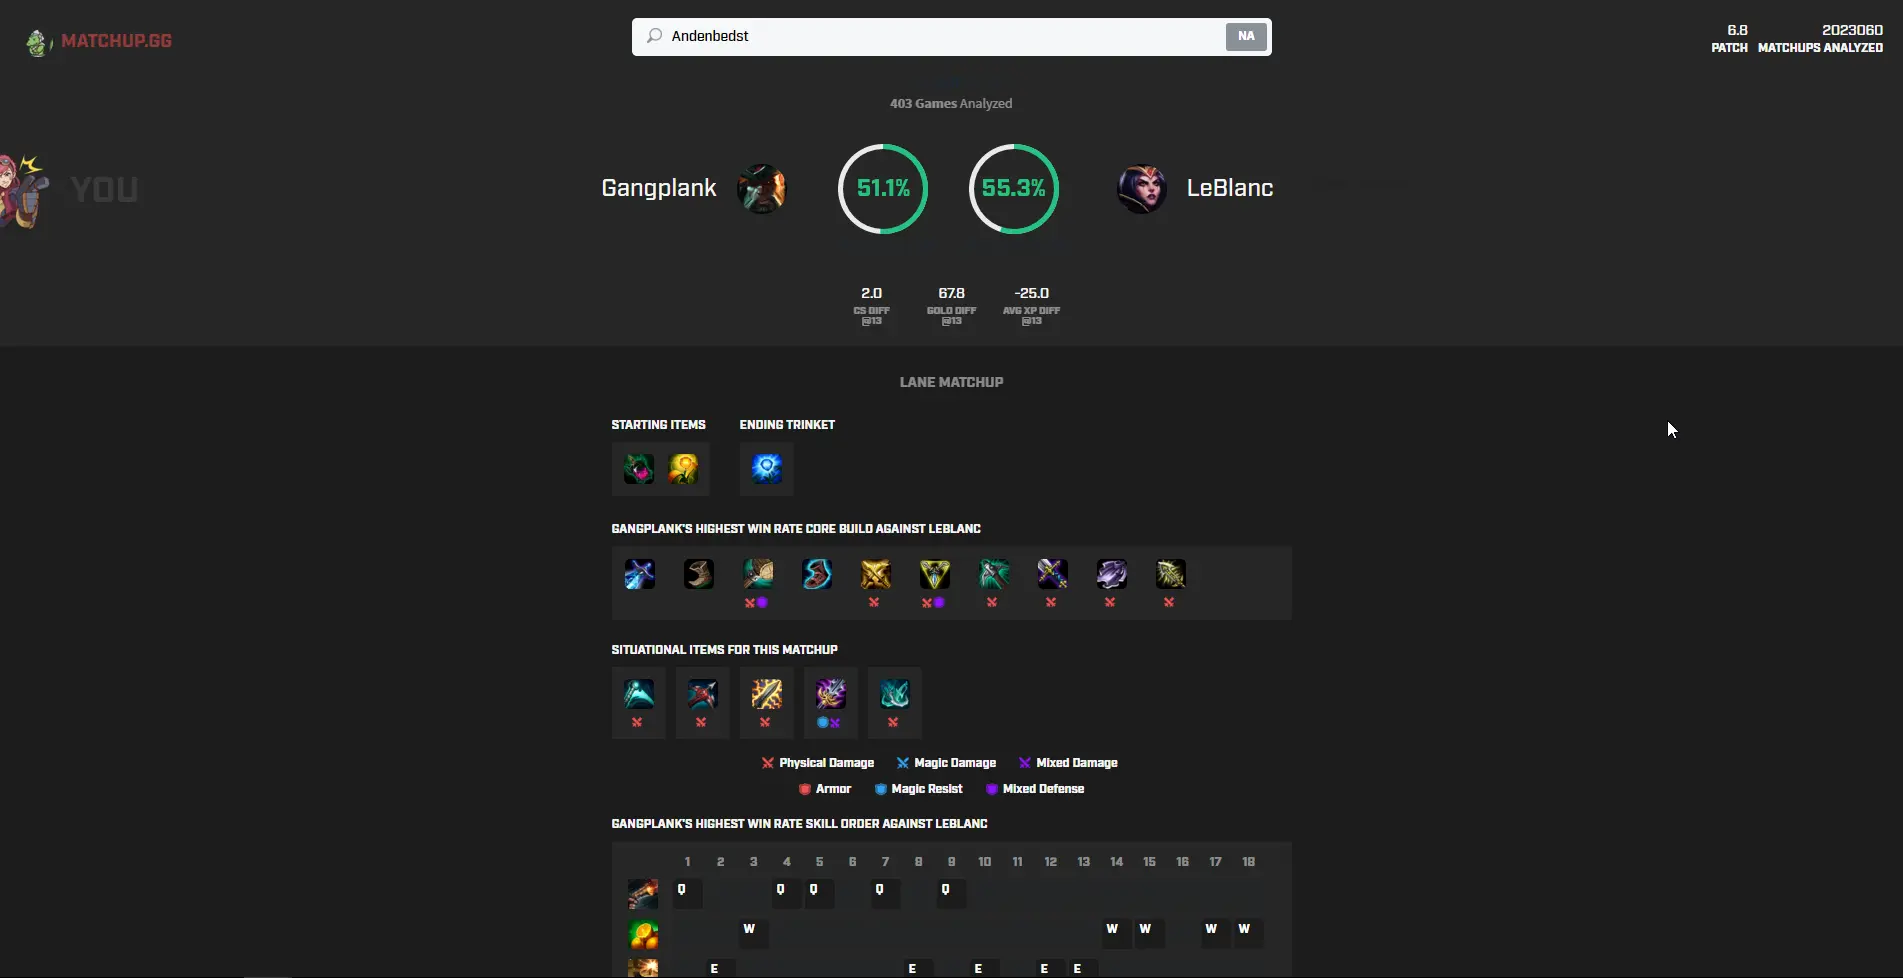 MATCHUP.GG
Andenbedst
NA
6.8
PATCH
2023060
MATCHUPS ANALYZED
403 Games Analyzed
YOU
Gangplank
51.1%
55.3%
LeBlanc
2.0
CS DIFF
@13
67.8
GOLD DIFF
@13
-25.0
AVG XP DIFF
@13
LANE MATCHUP
STARTING ITEMS
ENDING TRINKET
GANGPLANK'S HIGHEST WIN RATE CORE BUILD AGAINST LEBLANC
SITUATIONAL ITEMS FOR THIS MATCHUP
Physical Damage Magic Damage Mixed Damage
Armor Magic Resist Mixed Defense
GANGPLANK'S HIGHEST WIN RATE SKILL ORDER AGAINST LEBLANC
1 2 3 4 5 6 7 8 9 10 11 12 13 14 15 16 17 18
Q Q Q Q Q
W W W W W
E E E E E